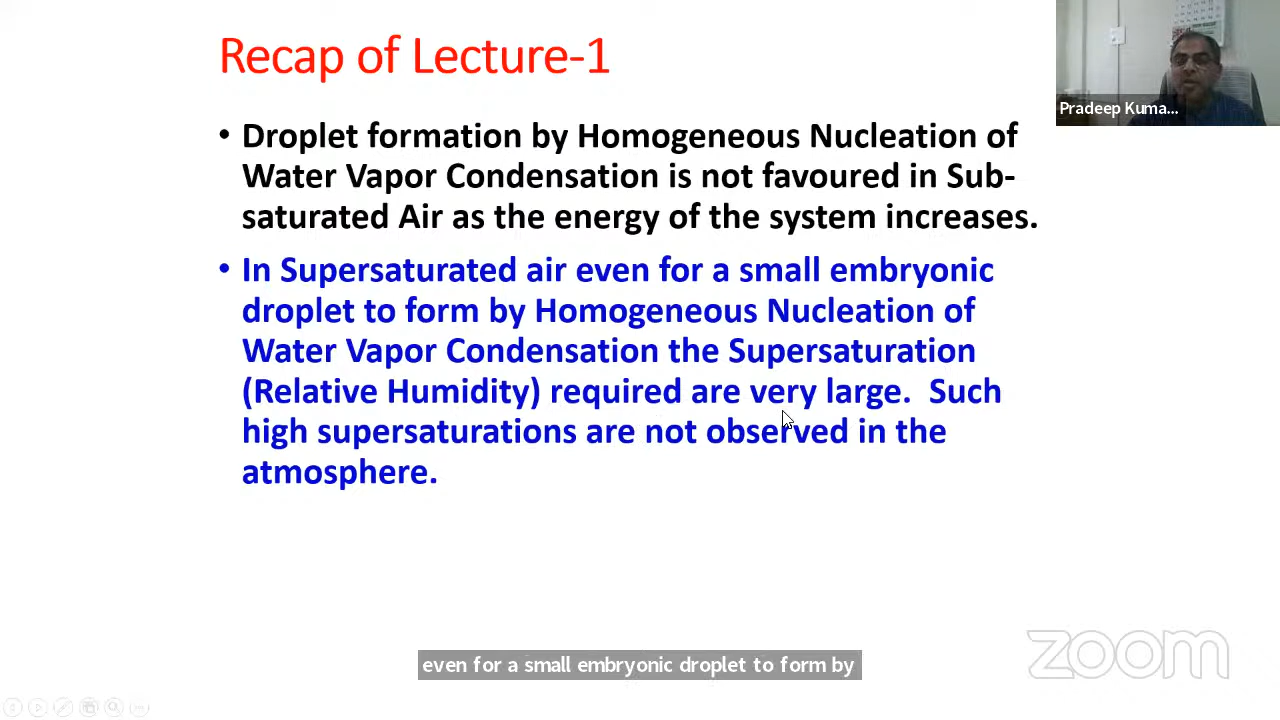 Recap of Lecture-1
Pradeep Kuma...
• Droplet formation by Homogeneous Nucleation of
Water Vapor Condensation is not favoured in Sub-
saturated Air as the energy of the system increases.
• In Supersaturated air even for a small embryonic
droplet to form by Homogeneous Nucleation of
Water Vapor Condensation the Supersaturation
(Relative Humidity) required are very large. Such
high supersaturations are not observed in the
atmosphere.
zoom
even for a small embryonic droplet to form by